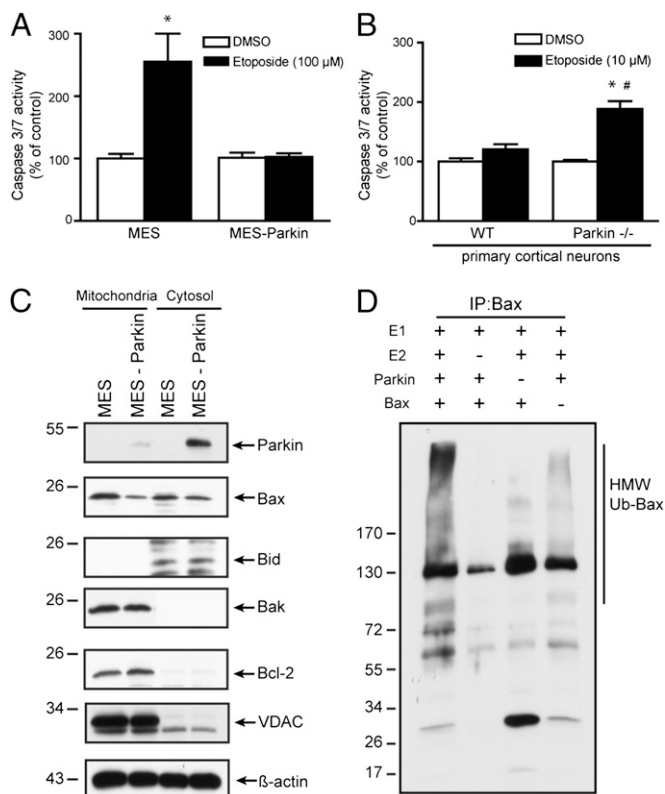 A
Caspase 3/7 activity
(% of control)
300
200
100
0
*
DMSO
Etoposide (100 µM)
MES
MES-Parkin
B
Caspase 3/7 activity
(% of control)
300
200
100
0
DMSO
Etoposide (10 µM)
* #
WT
Parkin -/-
primary cortical neurons
C
Mitochondria
Cytosol
MES
MES - Parkin
MES
MES - Parkin
55
Parkin
26
Bax
26
Bid
26
Bak
Bcl-2
34
VDAC
43
ß-actin
D
IP:Bax
E1 + + + +
E2 + - + +
Parkin + + - +
Bax + + + -
170
130
72
55
34
26
17
HMW
Ub-Bax